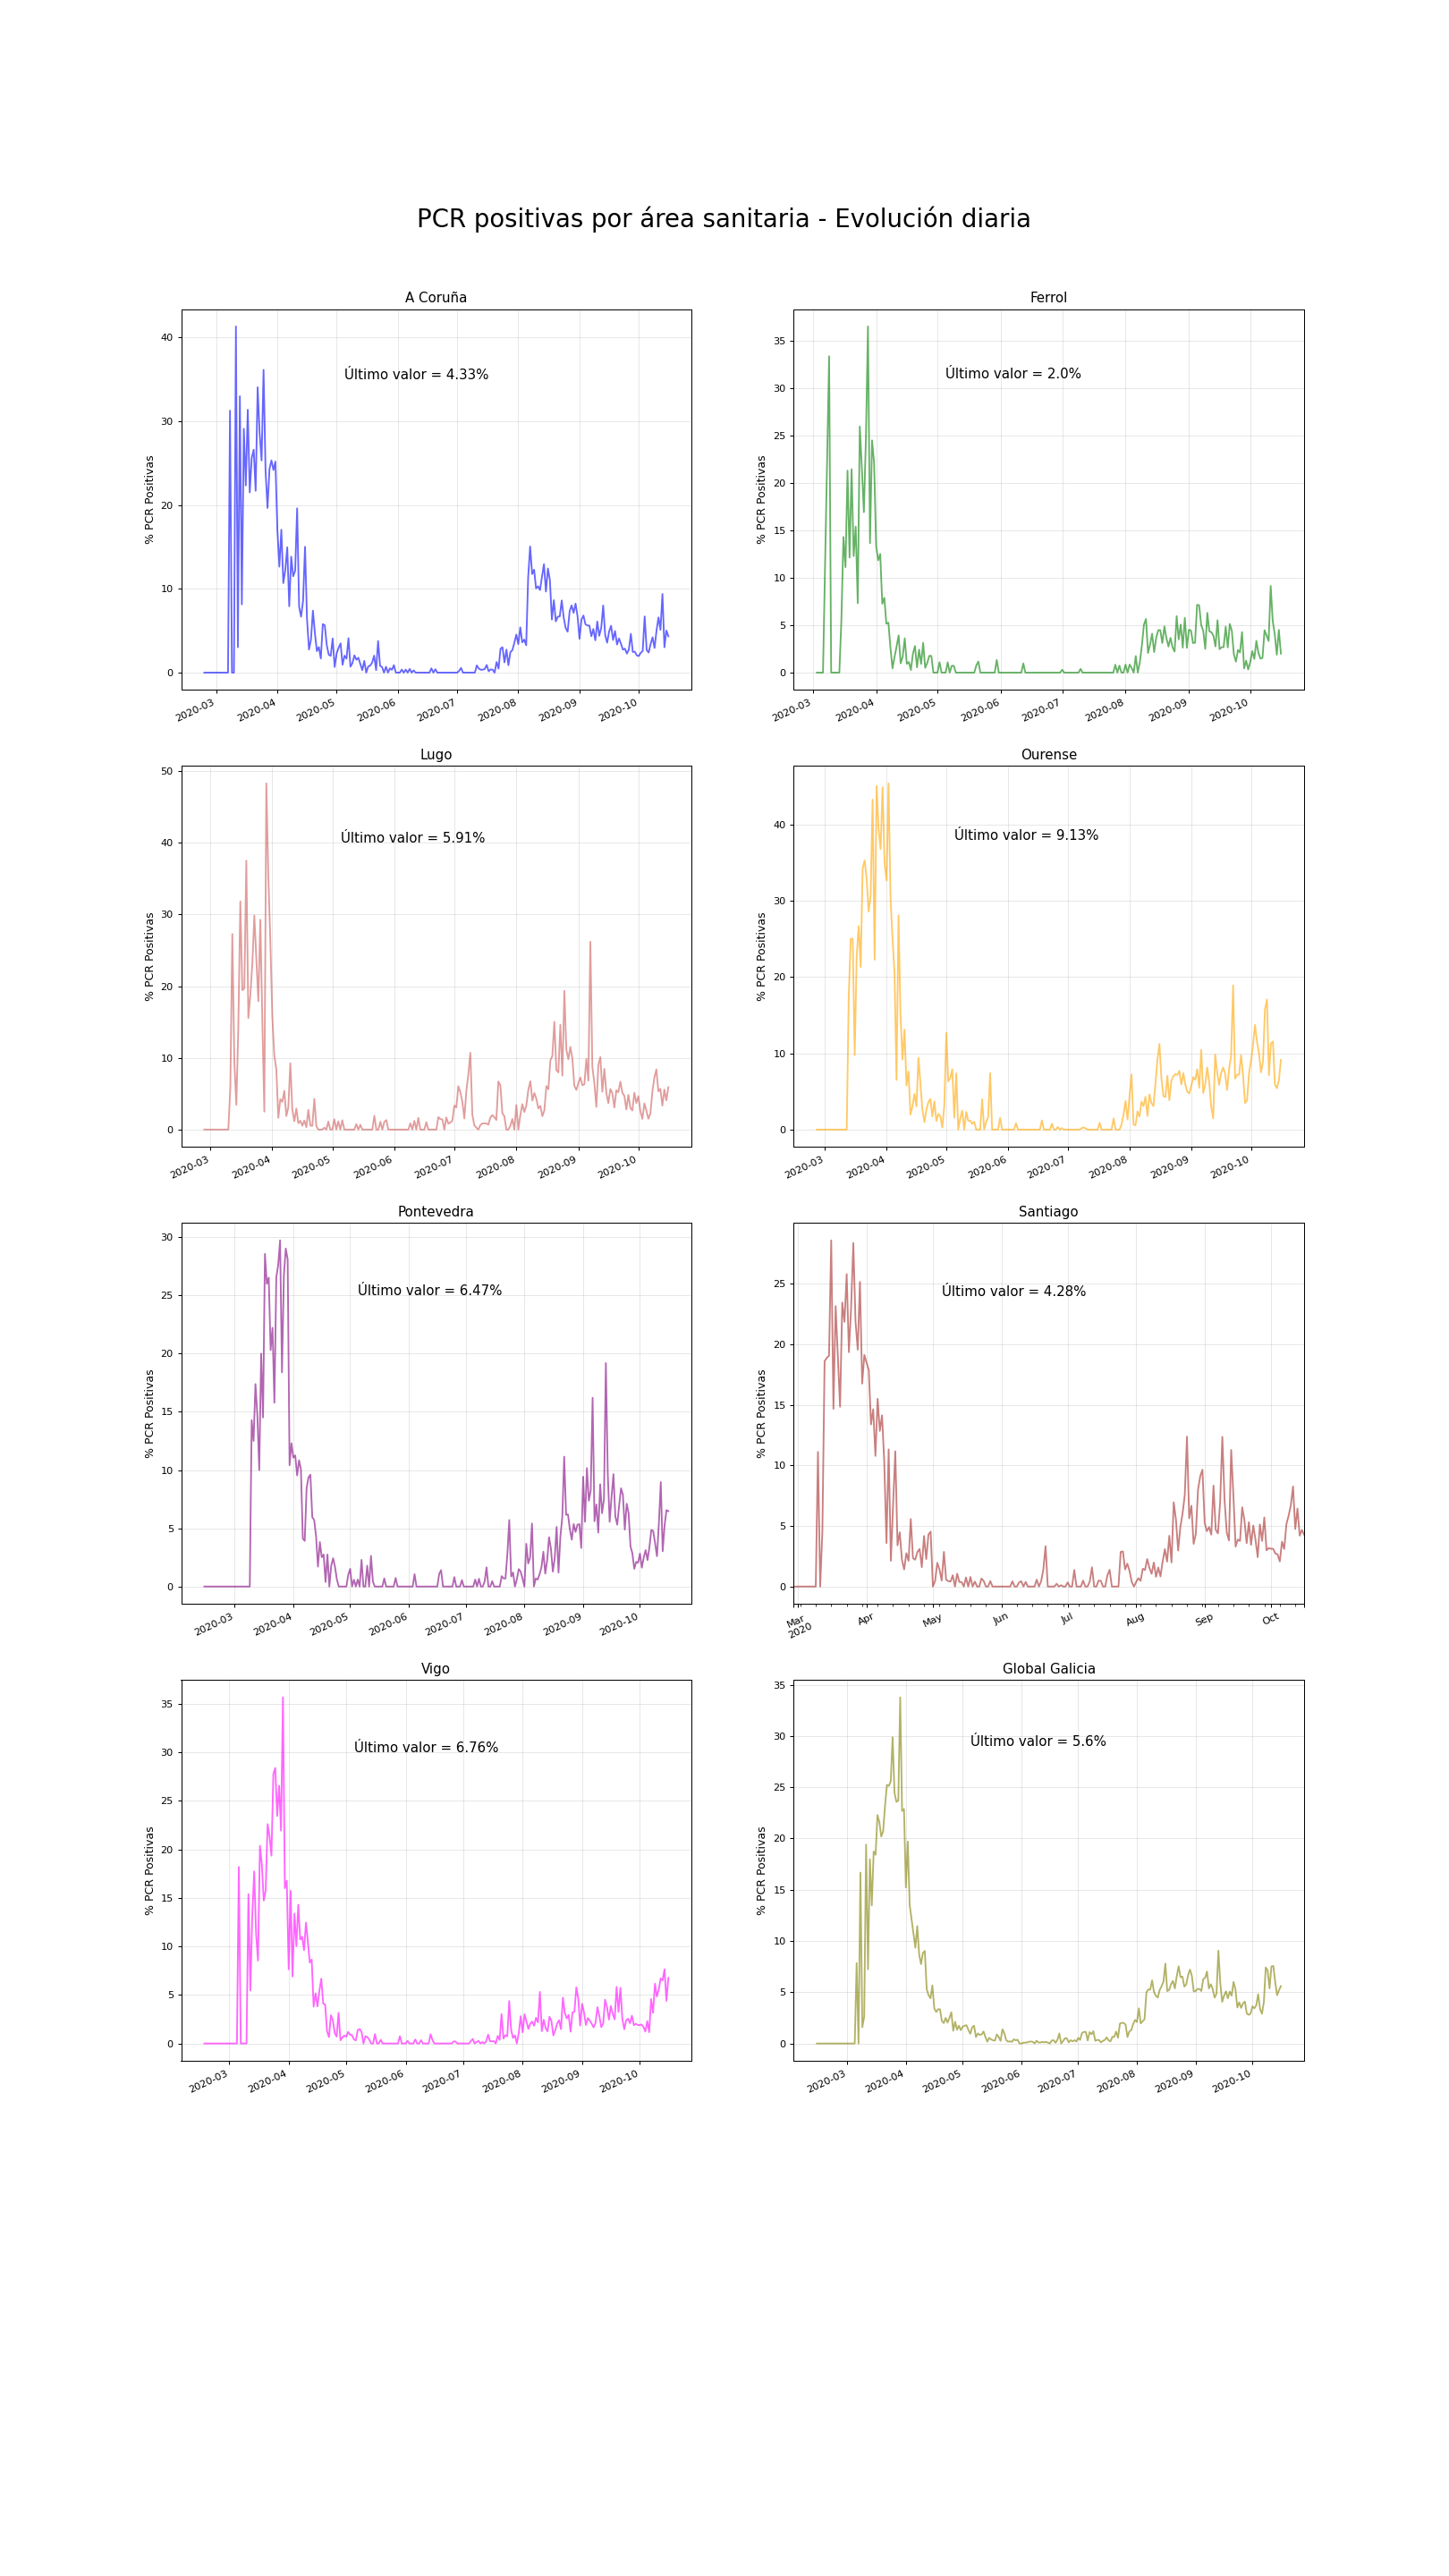 PCR positivas por área sanitaria - Evolución diaria
A Coruña
Último valor = 4.33%
% PCR Positivas
40
30
20
10
0
2020-03 2020-04 2020-05 2020-06 2020-07 2020-08 2020-09 2020-10
Ferrol
Último valor = 2.0%
% PCR Positivas
35
30
25
20
15
10
5
0
2020-03 2020-04 2020-05 2020-06 2020-07 2020-08 2020-09 2020-10
Lugo
Último valor = 5.91%
% PCR Positivas
50
40
30
20
10
0
2020-03 2020-04 2020-05 2020-06 2020-07 2020-08 2020-09 2020-10
Ourense
Último valor = 9.13%
% PCR Positivas
40
30
20
10
0
2020-03 2020-04 2020-05 2020-06 2020-07 2020-08 2020-09 2020-10
Pontevedra
Último valor = 6.47%
% PCR Positivas
30
25
20
15
10
5
0
2020-03 2020-04 2020-05 2020-06 2020-07 2020-08 2020-09 2020-10
Santiago
Último valor = 4.28%
% PCR Positivas
25
20
15
10
5
0
Mar Apr May Jun Jul Aug Sep Oct
2020
Vigo
Último valor = 6.76%
% PCR Positivas
35
30
25
20
15
10
5
0
2020-03 2020-04 2020-05 2020-06 2020-07 2020-08 2020-09 2020-10
Global Galicia
Último valor = 5.6%
% PCR Positivas
35
30
25
20
15
10
5
0
2020-03 2020-04 2020-05 2020-06 2020-07 2020-08 2020-09 2020-10